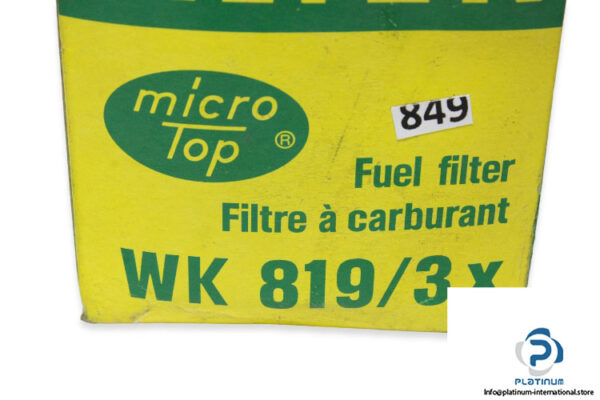 micro
Top ®
849
Fuel filter
Filtre à carburant
WK 819/3 x
PLATINUM
Info@platinum-international.store